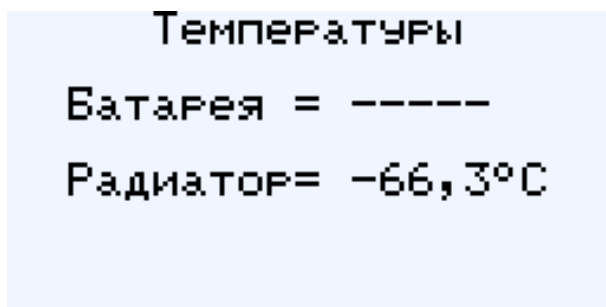 Температуры
Батарея = -----
Радиатор= -66,3°C